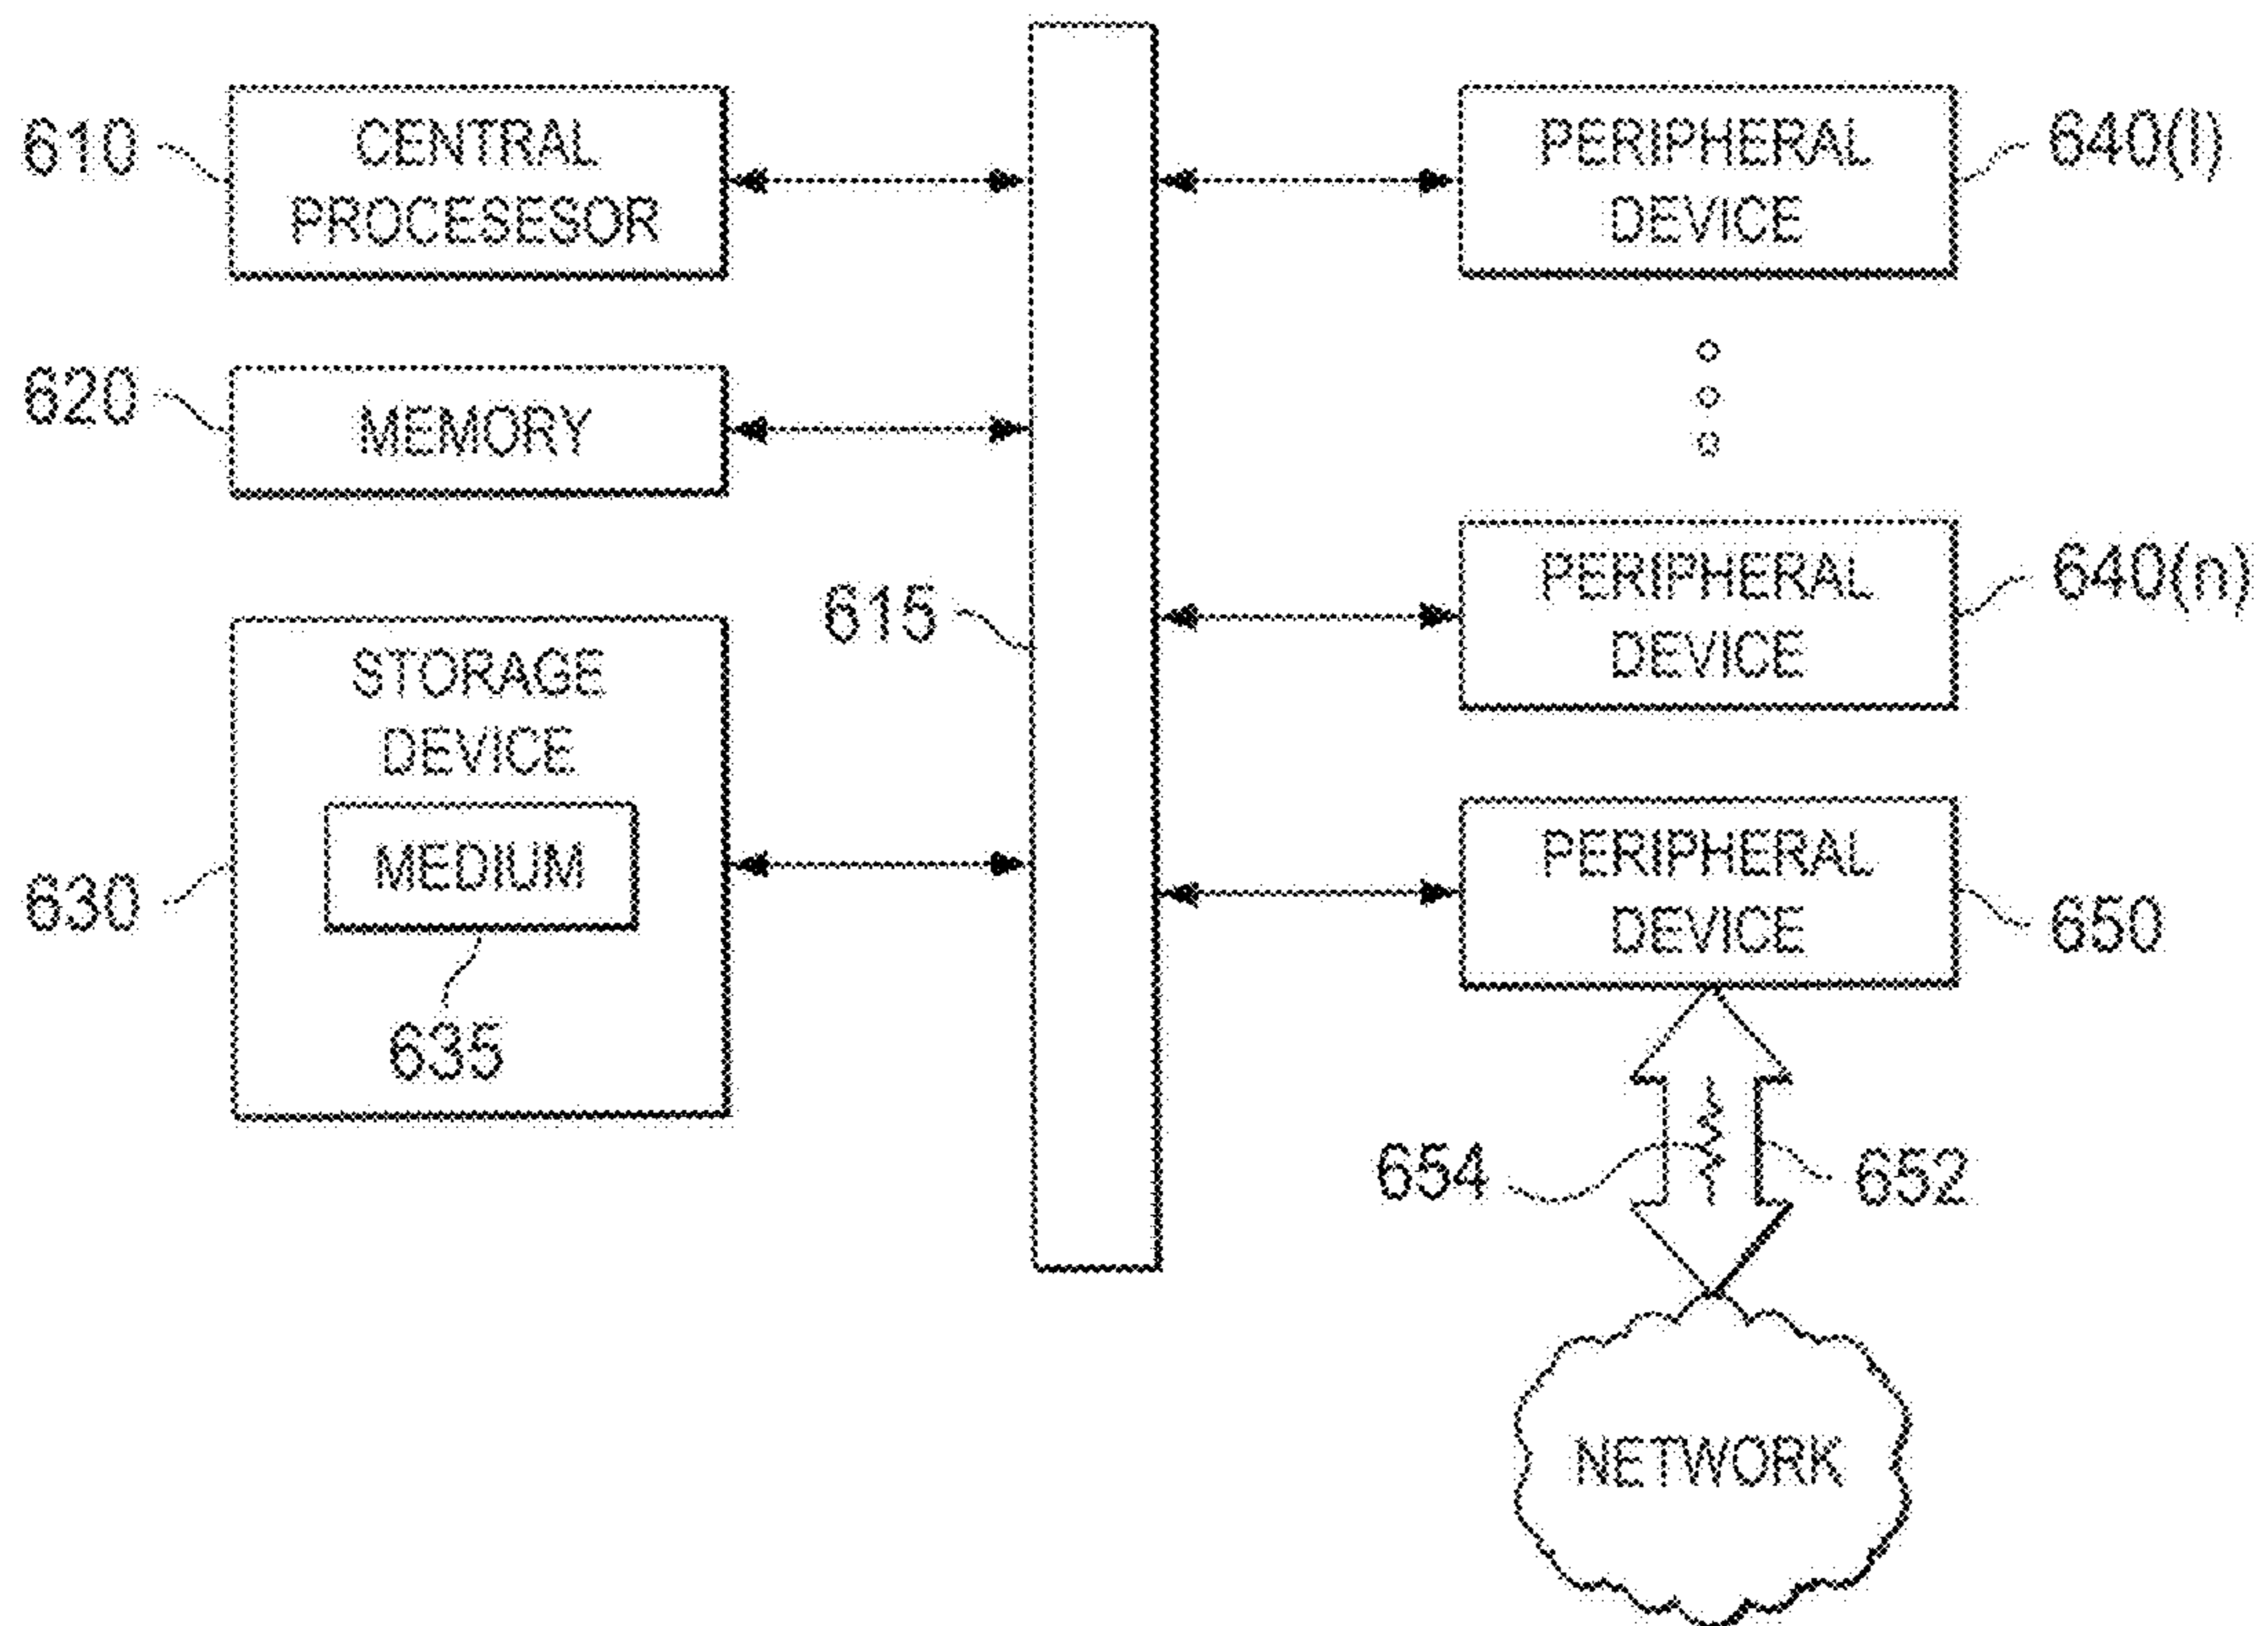 610
CENTRAL
PROCESESOR
620
MEMORY
630
STORAGE
DEVICE
MEDIUM
635
615
PERIPHERAL
DEVICE
640(l)
PERIPHERAL
DEVICE
640(n)
PERIPHERAL
DEVICE
650
654
652
NETWORK